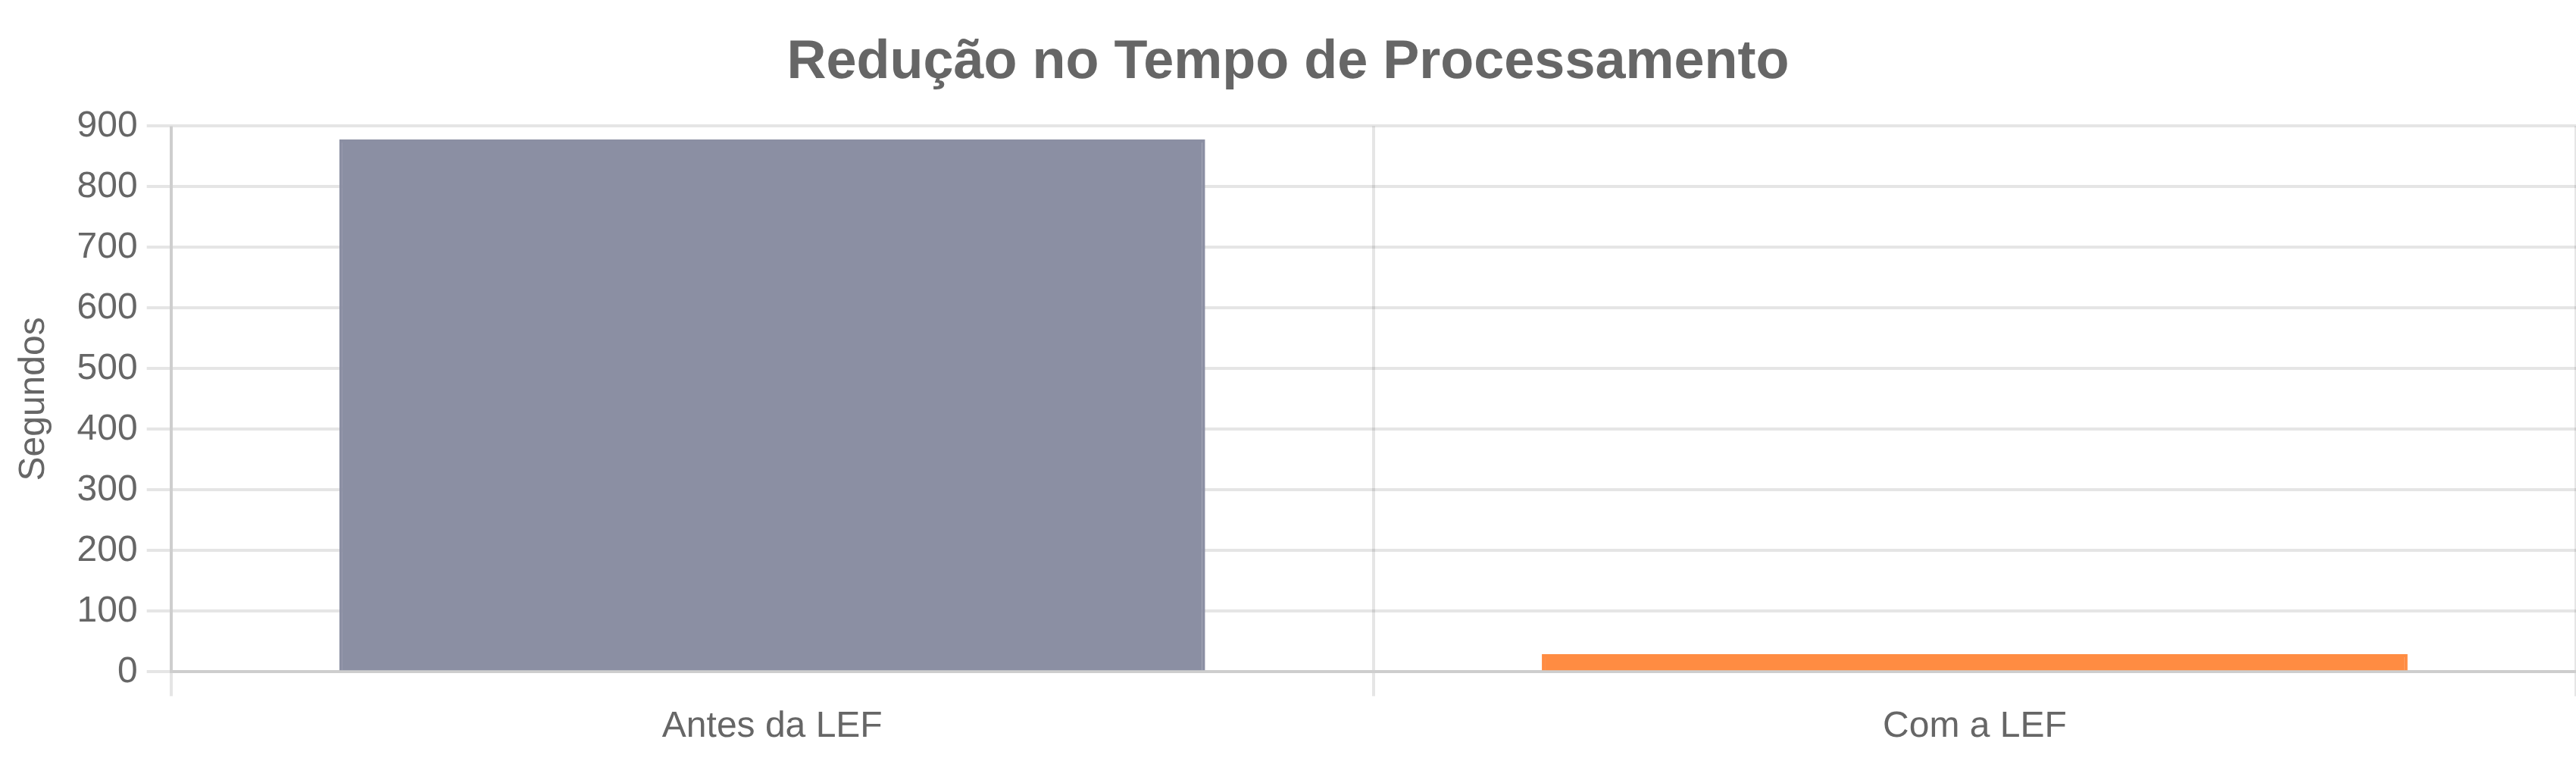 Redução no Tempo de Processamento
900
800
700
600
500
400
300
200
100
0
Segundos
Antes da LEF
Com a LEF